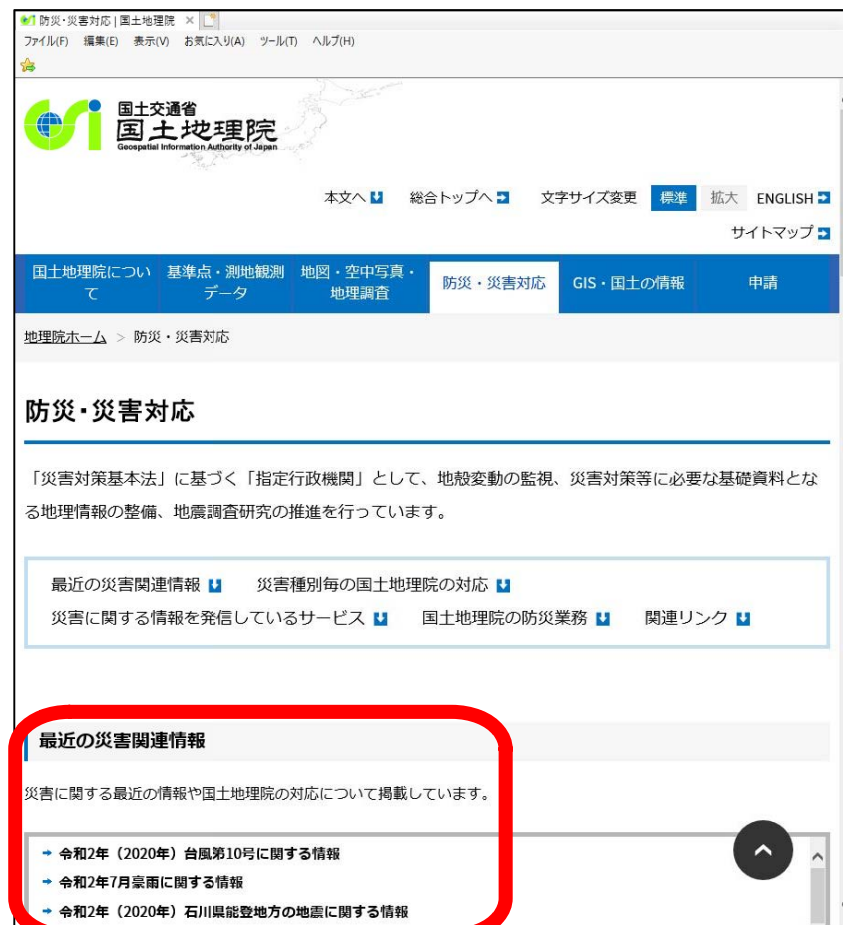 防災・災害対応 | 国土地理院
ファイル(F) 編集(E) 表示(V) お気に入り(A) ツール(T) ヘルプ(H)
国土交通省
国土地理院
Geospatial Information Authority of Japan
本文へ 総合トップへ 文字サイズ変更 標準 拡大 ENGLISH
サイトマップ
国土地理院につい
て
基準点・測地観測
データ
地図・空中写真・
地理調査
防災・災害対応
GIS・国土の情報
申請
地理院ホーム > 防災・災害対応
防災・災害対応
「災害対策基本法」に基づく「指定行政機関」として、地殻変動の監視、災害対策等に必要な基礎資料とな
る地理情報の整備、地震調査研究の推進を行っています。
最近の災害関連情報 災害種別毎の国土地理院の対応
災害に関する情報を発信しているサービス 国土地理院の防災業務 関連リンク
最近の災害関連情報
災害に関する最近の情報や国土地理院の対応について掲載しています。
令和2年（2020年）台風第10号に関する情報
令和2年7月豪雨に関する情報
令和2年（2020年）石川県能登地方の地震に関する情報